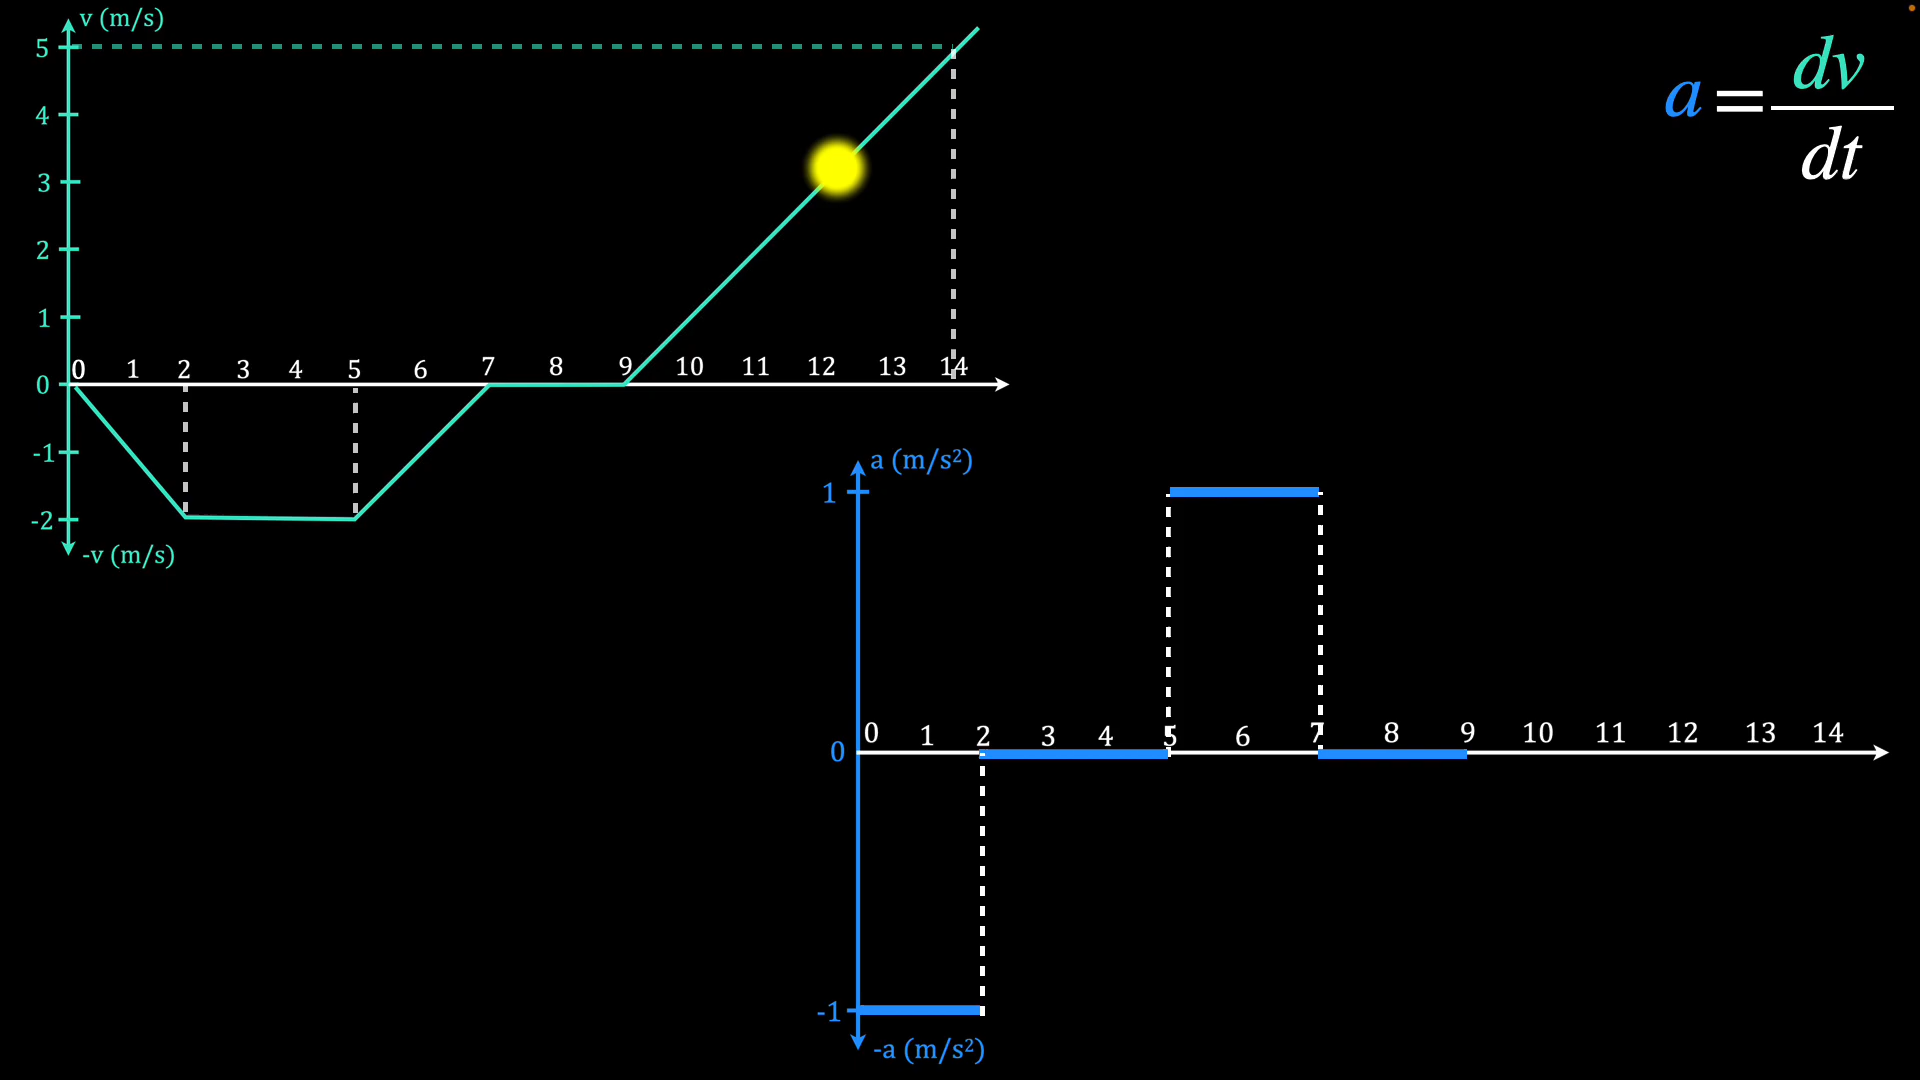 v (m/s)
5
4
3
2
1
0
-1
-2
-v (m/s)
0 1 2 3 4 5 6 7 8 9 10 11 12 13 14
a = dv
dt
a (m/s²)
1
0
-1
-a (m/s²)
0 1 2 3 4 5 6 7 8 9 10 11 12 13 14